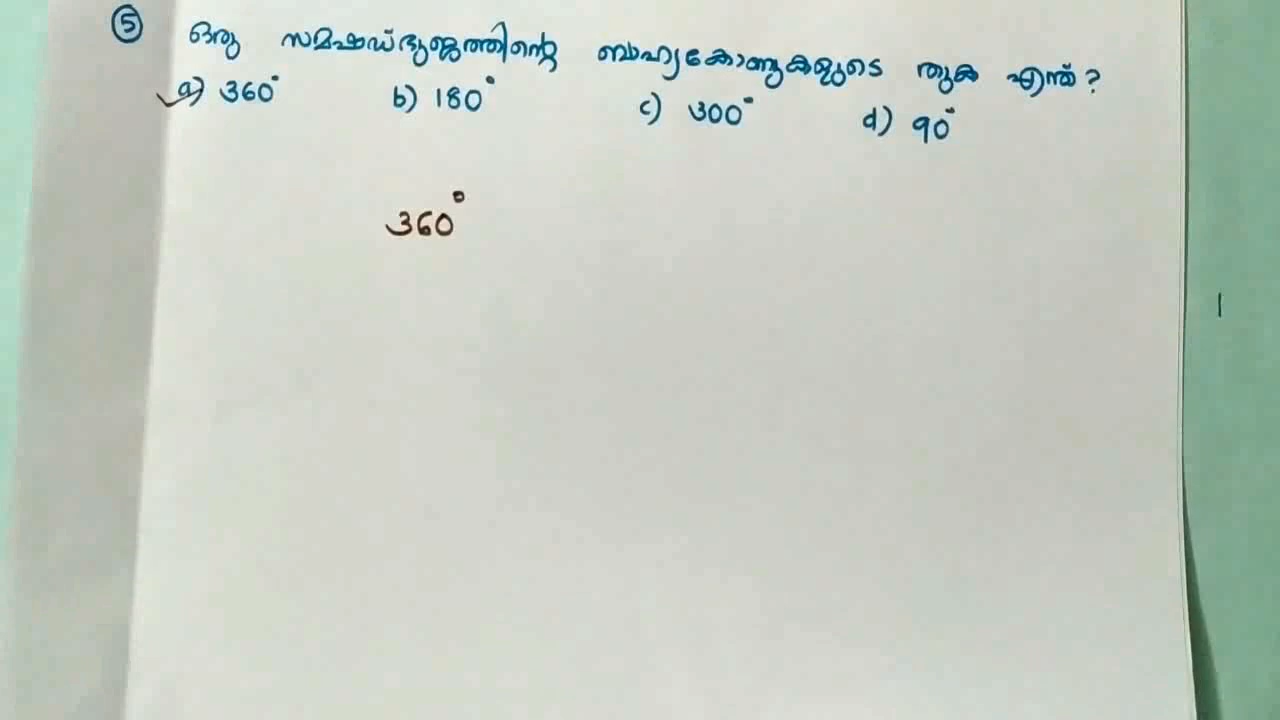 ⑤ ഒരു സമഷഡ്ഭുജത്തിന്റെ ബാഹ്യകോണുകളുടെ തുക എന്ത്?
a) 360° b) 180° c) 300° d) 90°
360°